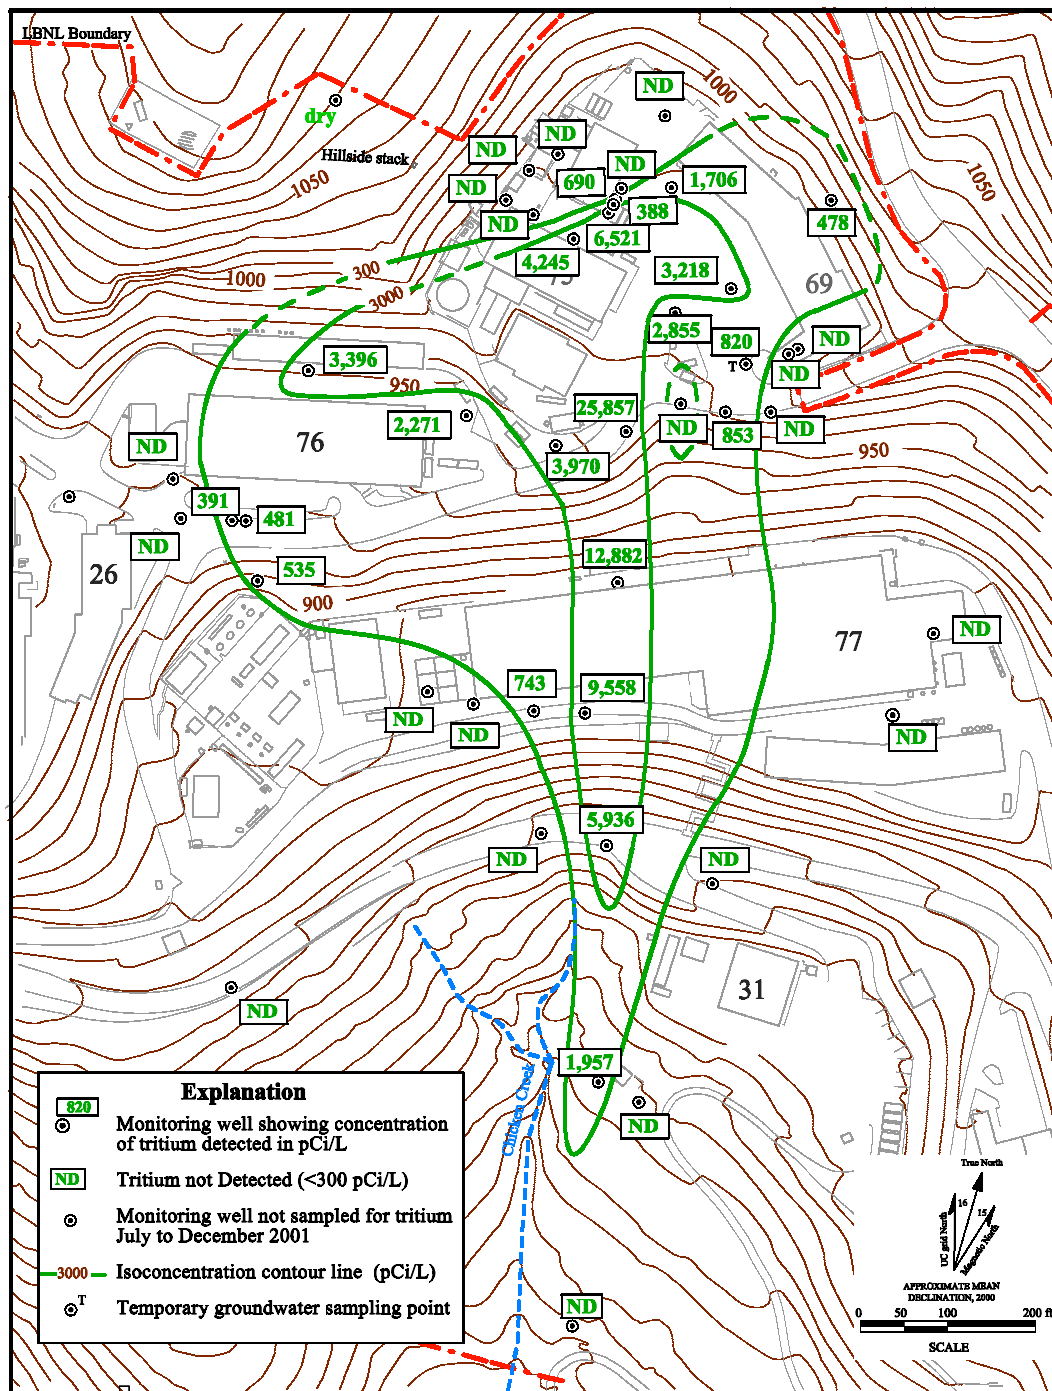 LBNL Boundary
ND
1000
dry
ND
ND
Hillside stack
ND
1050
1050
690
1,706
ND
388
478
ND
6,521
4,245
300
3,218
1000
75
69
3000
2,855
820
ND
3,396
T
950
ND
25,857
2,271
ND
853
ND
76
ND
3,970
950
391
481
ND
12,882
26
535
900
77
ND
743
9,558
ND
ND
ND
5,936
ND
ND
31
ND
1,957
Chicken Creek
ND
ND
Explanation
820
Monitoring well showing concentration
of tritium detected in pCi/L
ND
Tritium not Detected (<300 pCi/L)
Monitoring well not sampled for tritium
July to December 2001
3000
Isoconcentration contour line (pCi/L)
T
Temporary groundwater sampling point
True North
16
15
UC grid North
Magnetic North
APPROXIMATE MEAN
DECLINATION, 2000
0 50 100 200 ft
SCALE